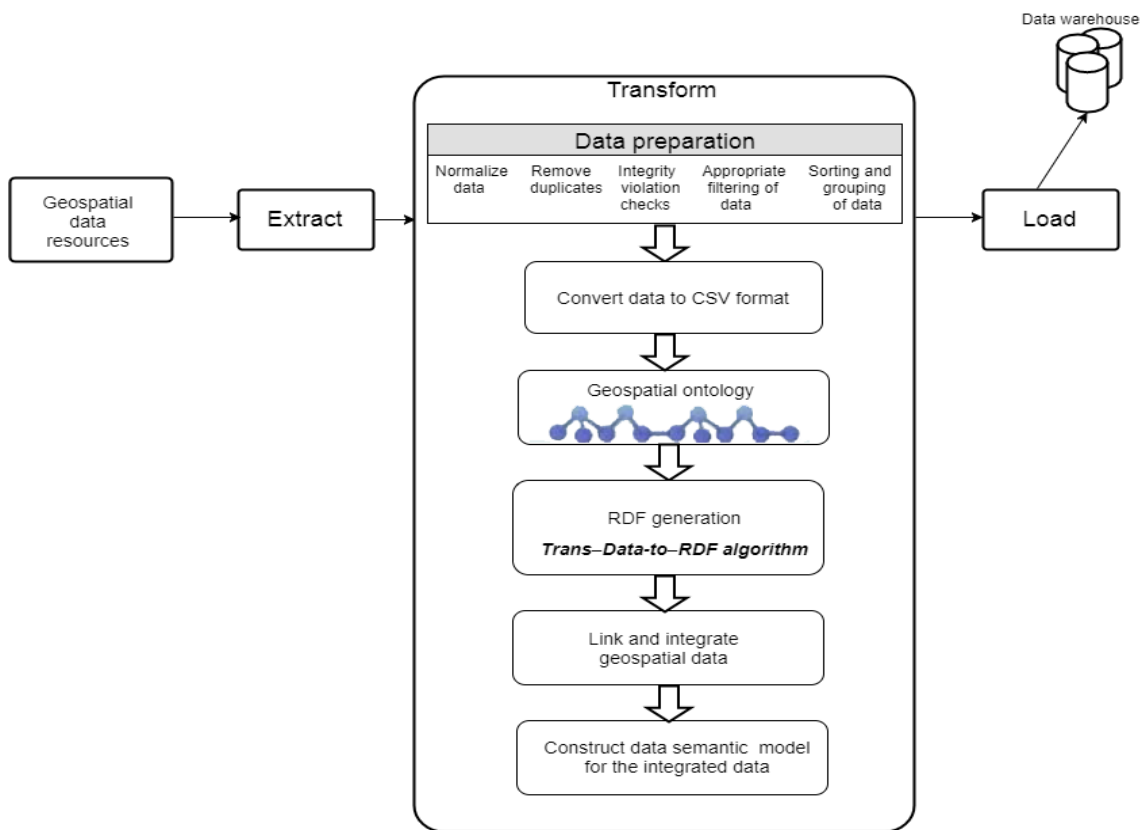 Data warehouse
Transform
Data preparation
Normalize
data
Remove
duplicates
Integrity
violation
checks
Appropriate
filtering of
data
Sorting and
grouping
of data
Geospatial
data
resources
Extract
Load
Convert data to CSV format
Geospatial ontology
RDF generation
Trans–Data-to–RDF algorithm
Link and integrate
geospatial data
Construct data semantic model
for the integrated data